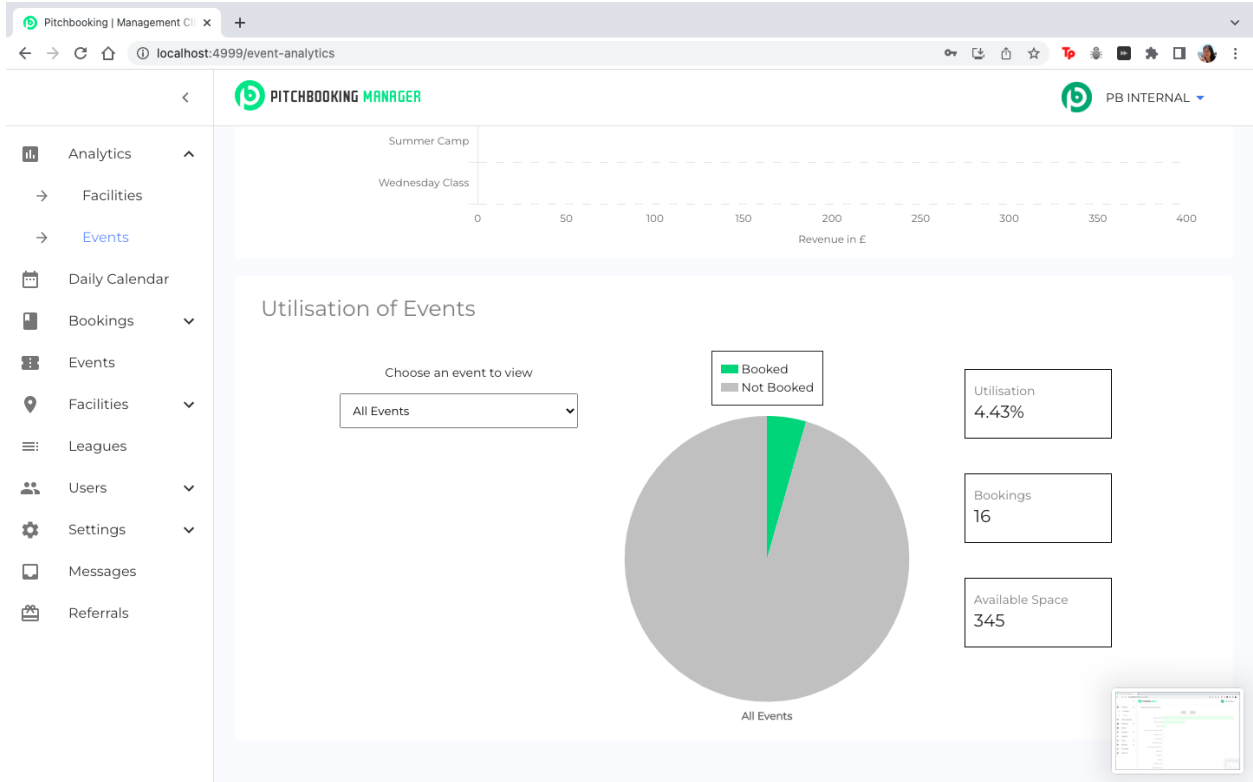 Pitchbooking | Management Cli
localhost:4999/event-analytics
Tp
PITCHBOOKING MANAGER
PB INTERNAL
Analytics
Facilities
Events
Daily Calendar
Bookings
Events
Facilities
Leagues
Users
Settings
Messages
Referrals
Summer Camp
Wednesday Class
0 50 100 150 200 250 300 350 400
Revenue in £
Utilisation of Events
Choose an event to view
All Events
Booked
Not Booked
All Events
Utilisation
4.43%
Bookings
16
Available Space
345